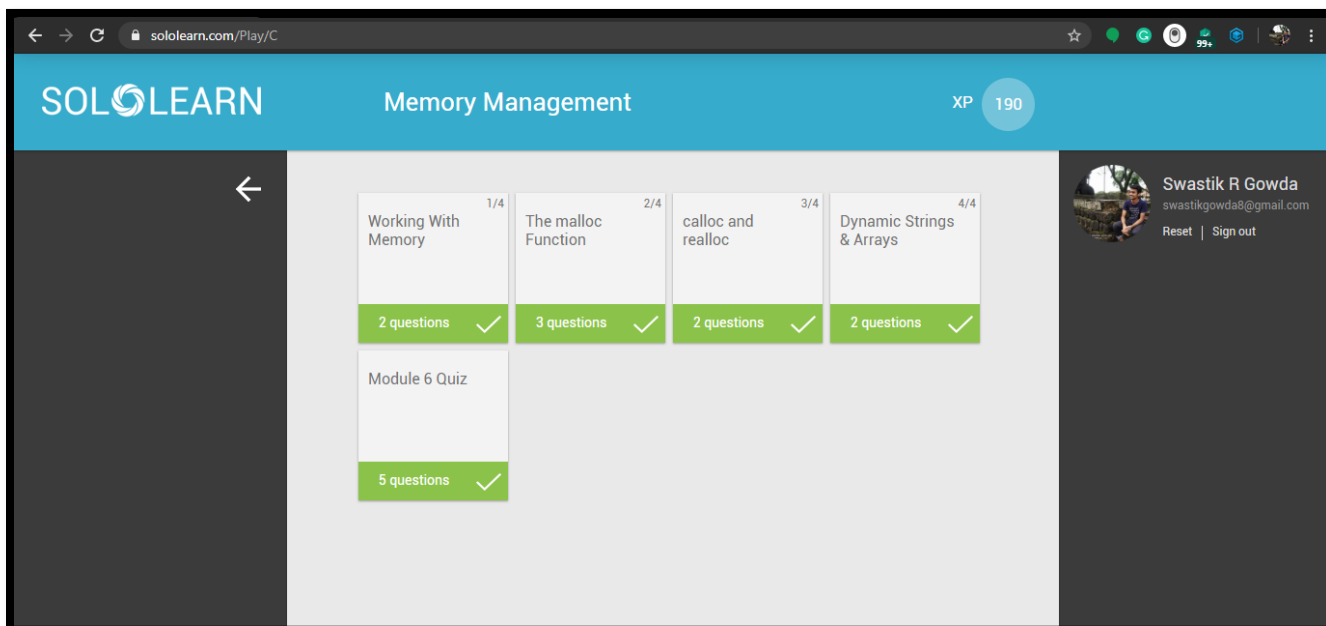 sololearn.com/Play/C
99+
SOLOLEARN
Memory Management
XP 190
Swastik R Gowda
swastikgowda8@gmail.com
Reset | Sign out
1/4
Working With
Memory
2 questions
2/4
The malloc
Function
3 questions
3/4
calloc and
realloc
2 questions
4/4
Dynamic Strings
& Arrays
2 questions
Module 6 Quiz
5 questions